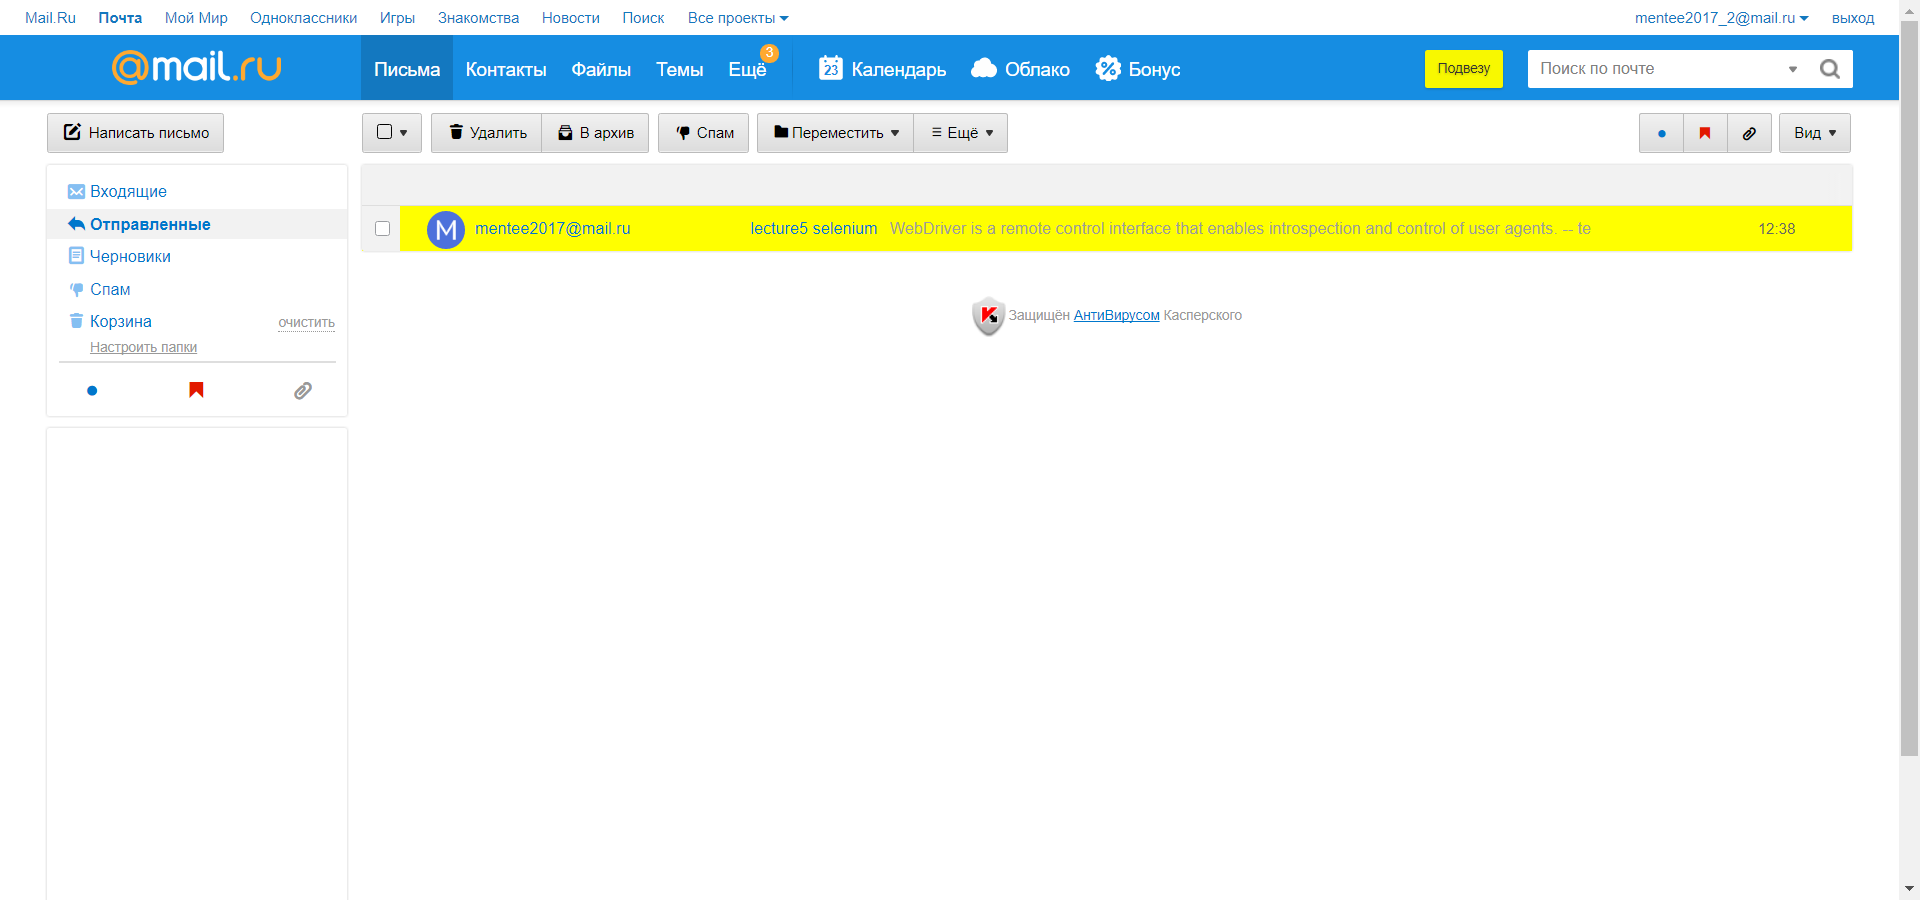 Mail.Ru Почта Мой Мир Одноклассники Игры Знакомства Новости Поиск Все проекты mentee2017_2@mail.ru выход
@mail.ru Письма Контакты Файлы Темы Ещё 3 23 Календарь Облако Бонус Подвезу Поиск по почте
Написать письмо Удалить В архив Спам Переместить Ещё Вид
Входящие
Отправленные
Черновики
Спам
Корзина очистить
Настроить папки
M mentee2017@mail.ru lecture5 selenium WebDriver is a remote control interface that enables introspection and control of user agents. -- te 12:38
Защищён АнтиВирусом Касперского